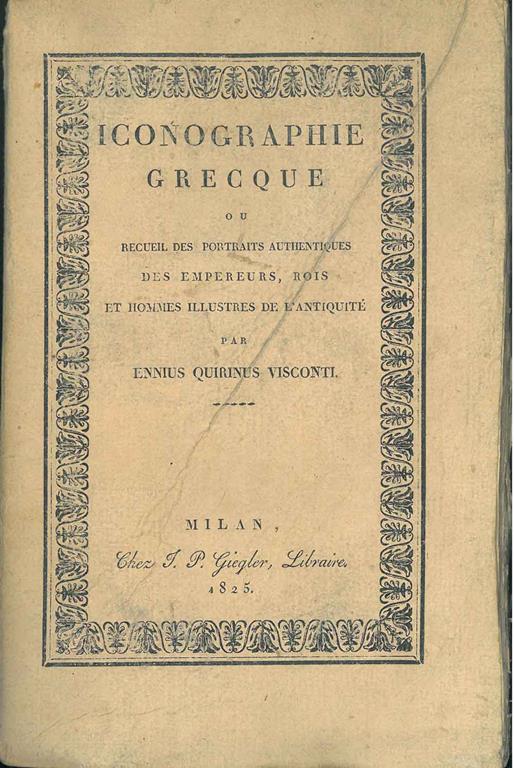 ICONOGRAPHIE
GRECQUE
OU
RECUEIL DES PORTRAITS AUTHENTIQUES
DES EMPEREURS, ROIS
ET HOMMES ILLUSTRES DE L'ANTIQUITÉ
PAR
ENNIUS QUIRINUS VISCONTI.
MILAN,
Chez J. P. Giegler, Libraire.
1825.